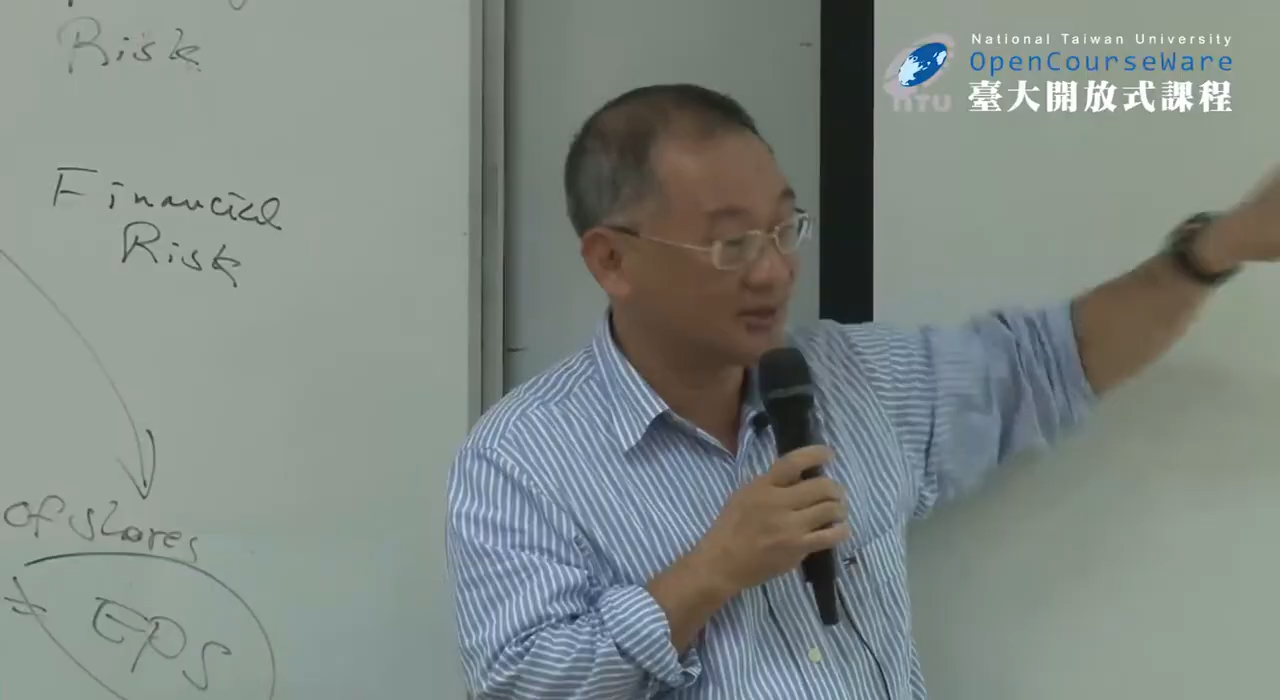 Risk
Financial
Risk
of shares
EPS
National Taiwan University
OpenCourseWare
NTU
臺大開放式課程